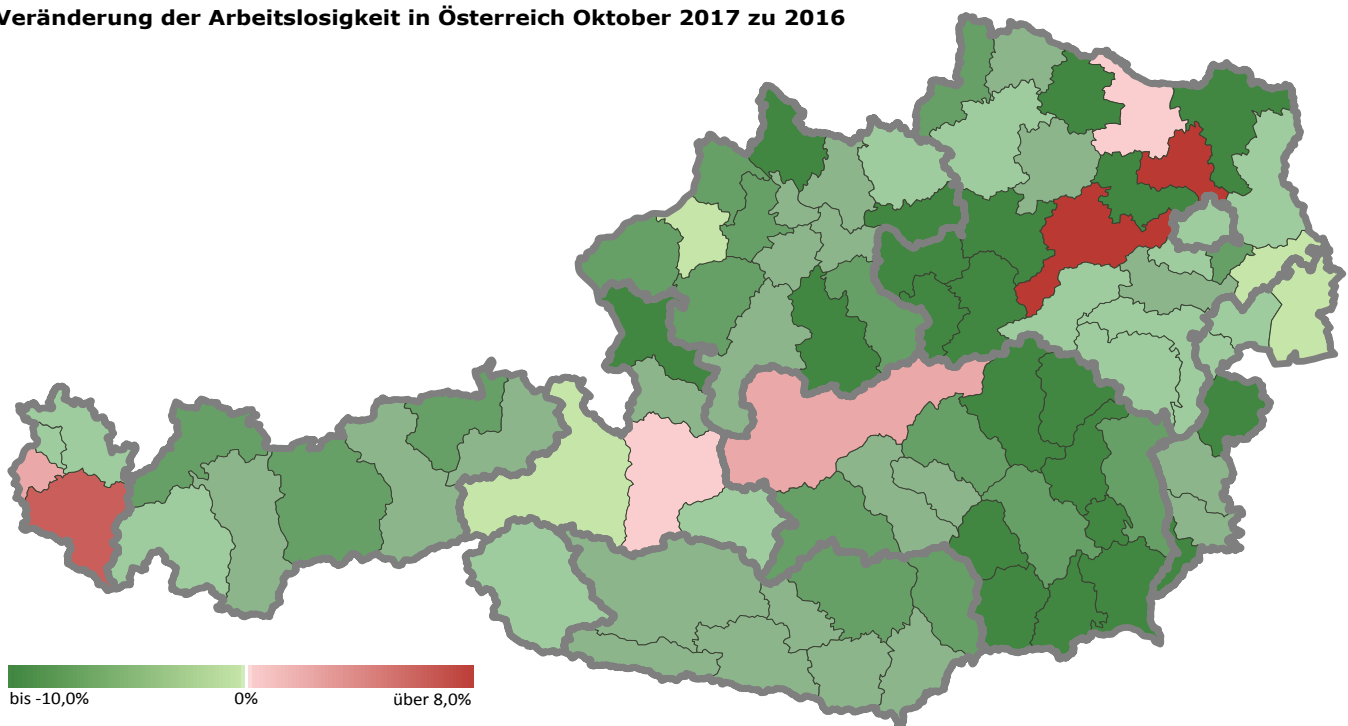 Veränderung der Arbeitslosigkeit in Österreich Oktober 2017 zu 2016
bis -10,0% 0% über 8,0%